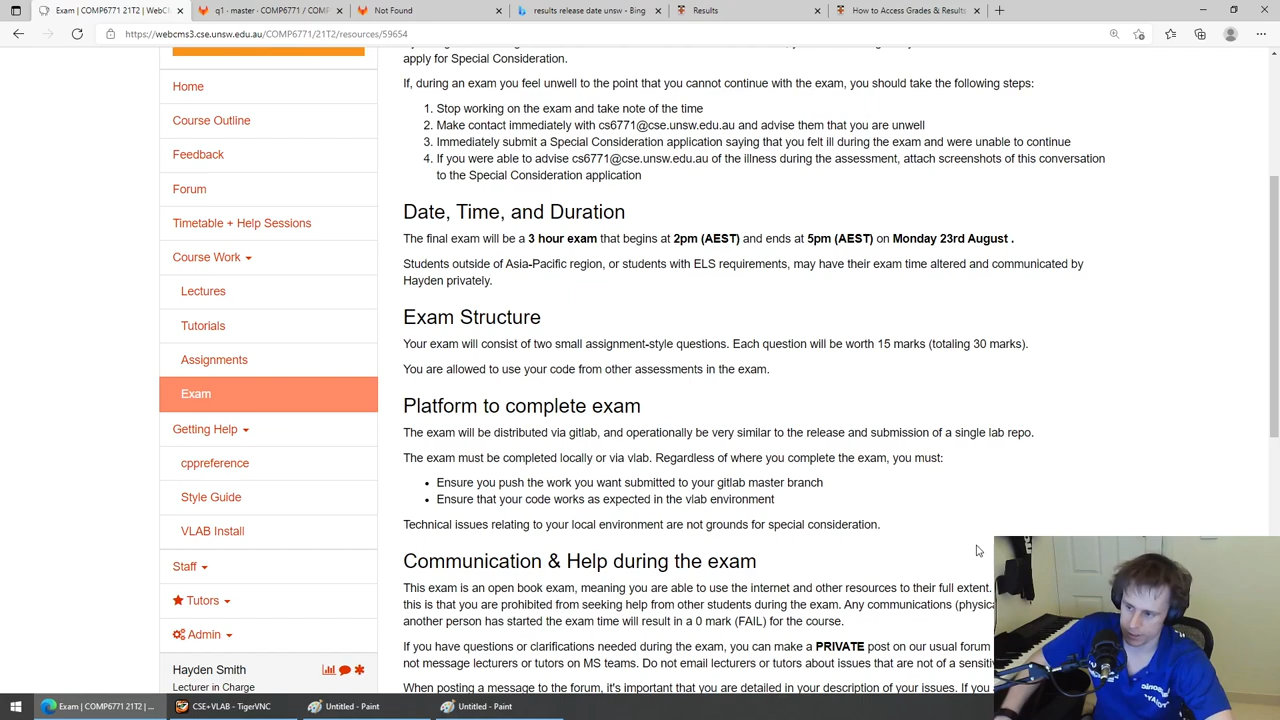 Exam | COMP6771 21T2 | WebCl
q1 · master · COMP6771 / COMP
Not Found
results release date unsw - Bing
Results
How to Access Grades & Results
https://webcms3.cse.unsw.edu.au/COMP6771/21T2/resources/59654
Home
Course Outline
Feedback
Forum
Timetable + Help Sessions
Course Work
Lectures
Tutorials
Assignments
Exam
Getting Help
cppreference
Style Guide
VLAB Install
Staff
Tutors
Admin
Hayden Smith
Lecturer in Charge
apply for Special Consideration.
If, during an exam you feel unwell to the point that you cannot continue with the exam, you should take the following steps:
1. Stop working on the exam and take note of the time
2. Make contact immediately with cs6771@cse.unsw.edu.au and advise them that you are unwell
3. Immediately submit a Special Consideration application saying that you felt ill during the exam and were unable to continue
4. If you were able to advise cs6771@cse.unsw.edu.au of the illness during the assessment, attach screenshots of this conversation
to the Special Consideration application
Date, Time, and Duration
The final exam will be a 3 hour exam that begins at 2pm (AEST) and ends at 5pm (AEST) on Monday 23rd August .
Students outside of Asia-Pacific region, or students with ELS requirements, may have their exam time altered and communicated by
Hayden privately.
Exam Structure
Your exam will consist of two small assignment-style questions. Each question will be worth 15 marks (totaling 30 marks).
You are allowed to use your code from other assessments in the exam.
Platform to complete exam
The exam will be distributed via gitlab, and operationally be very similar to the release and submission of a single lab repo.
The exam must be completed locally or via vlab. Regardless of where you complete the exam, you must:
• Ensure you push the work you want submitted to your gitlab master branch
• Ensure that your code works as expected in the vlab environment
Technical issues relating to your local environment are not grounds for special consideration.
Communication & Help during the exam
This exam is an open book exam, meaning you are able to use the internet and other resources to their full extent.
this is that you are prohibited from seeking help from other students during the exam. Any communications (physica
another person has started the exam time will result in a 0 mark (FAIL) for the course.
If you have questions or clarifications needed during the exam, you can make a PRIVATE post on our usual forum
not message lecturers or tutors on MS teams. Do not email lecturers or tutors about issues that are not of a sensiti
When posting a message to the forum, it's important that you are detailed in your description of your issues. If you
Exam | COMP6771 21T2 | ...
CSE+VLAB - TigerVNC
Untitled - Paint
Untitled - Paint